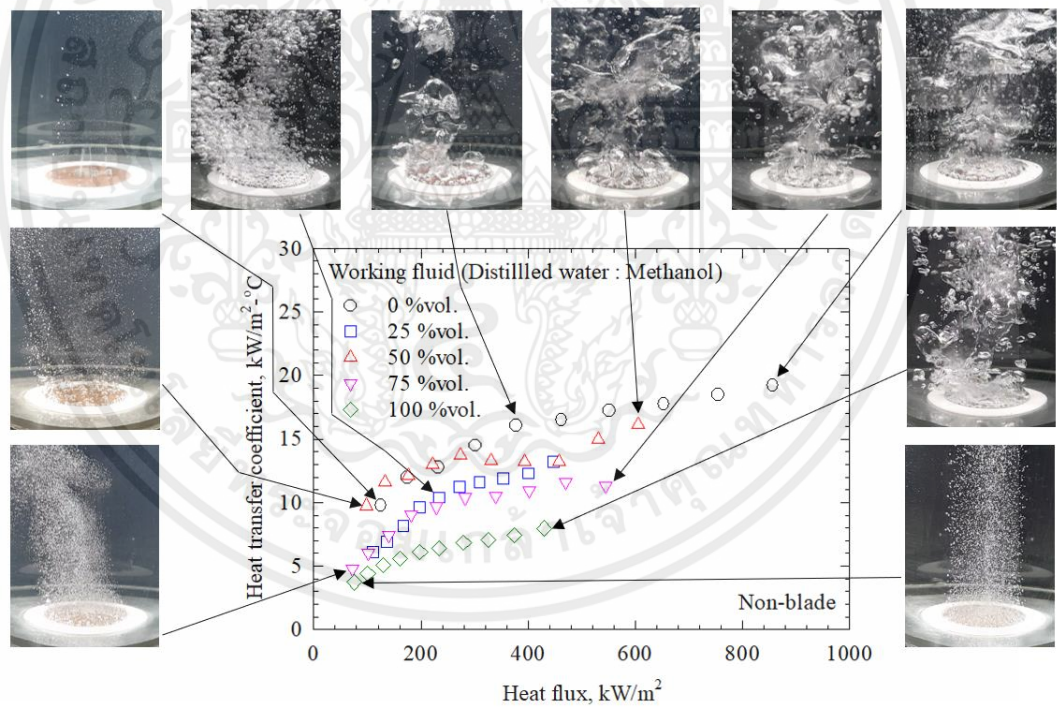 30
25
20
15
10
5
0
Heat transfer coefficient, kW/m²-°C
Working fluid (Distillled water : Methanol)
0 %vol.
25 %vol.
50 %vol.
75 %vol.
100 %vol.
Non-blade
0 200 400 600 800 1000
Heat flux, kW/m²